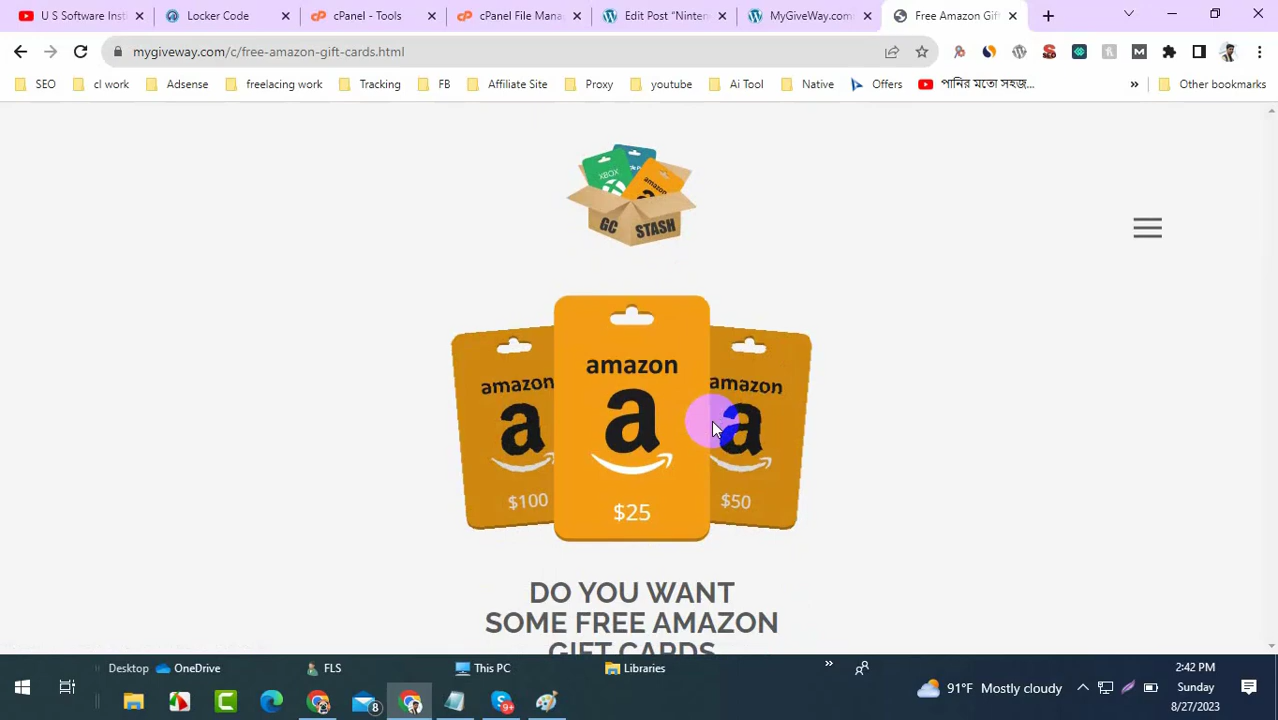 U S Software Inst
Locker Code
cPanel - Tools
cPanel File Mana
Edit Post “Ninten
MyGiveWay.com
Free Amazon Gif
mygiveway.com/c/free-amazon-gift-cards.html
SEO
cl work
Adsense
freelacing work
Tracking
FB
Affiliate Site
Proxy
youtube
Ai Tool
Native
Offers
পানির মতো সহজ...
Other bookmarks
XBOX
amazon
GC STASH
amazon
$100
amazon
$25
amazon
$50
DO YOU WANT
SOME FREE AMAZON
GIFT CARDS
Desktop
OneDrive
FLS
This PC
Libraries
8
9+
91°F Mostly cloudy
2:42 PM
Sunday
8/27/2023